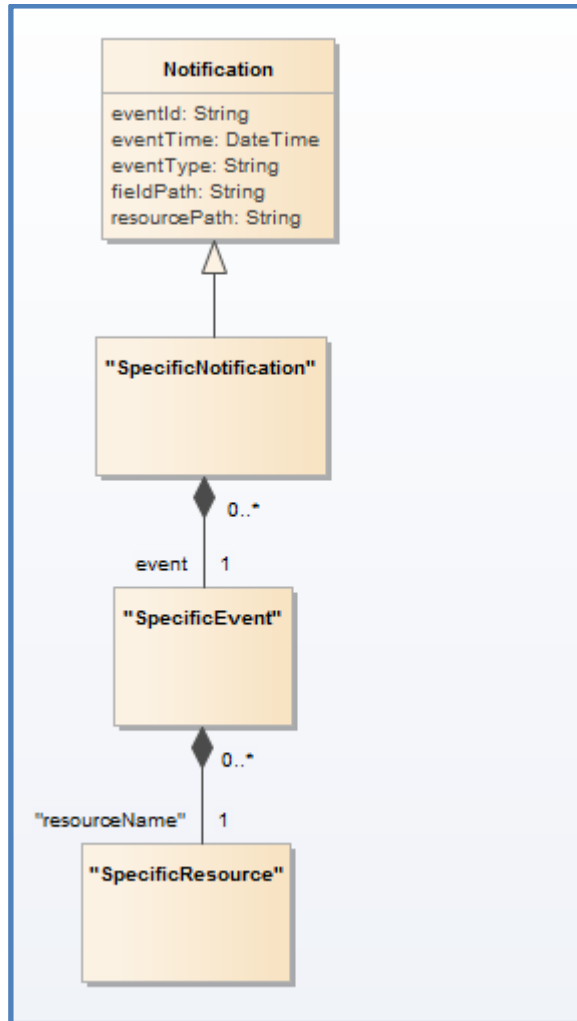 Notification
eventId: String
eventTime: DateTime
eventType: String
fieldPath: String
resourcePath: String
"SpecificNotification"
0..*
event 1
"SpecificEvent"
0..*
"resourceName" 1
"SpecificResource"